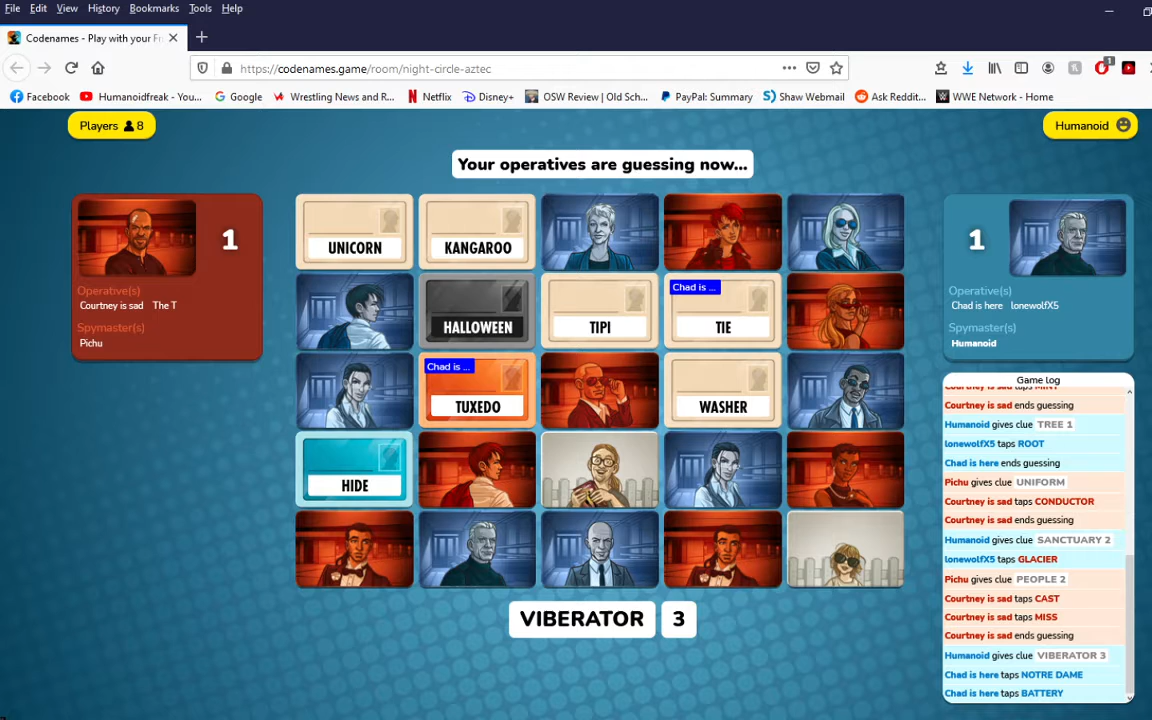 File Edit View History Bookmarks Tools Help
Codenames - Play with your Fr
https://codenames.game/room/night-circle-aztec
Facebook Humanoidfreak - You... Google Wrestling News and R... Netflix Disney+ OSW Review | Old Sch... PayPal: Summary Shaw Webmail Ask Reddit... WWE Network - Home
Players 8
Humanoid
Your operatives are guessing now...
1
Operative(s)
Courtney is sad The T
Spymaster(s)
Pichu
UNICORN
KANGAROO
HALLOWEEN
TIPI
Chad is ...
TIE
Chad is ...
TUXEDO
WASHER
HIDE
VIBERATOR 3
1
Operative(s)
Chad is here lonewolfX5
Spymaster(s)
Humanoid
Game log
Courtney is sad taps MINT
Courtney is sad ends guessing
Humanoid gives clue TREE 1
lonewolfX5 taps ROOT
Chad is here ends guessing
Pichu gives clue UNIFORM
Courtney is sad taps CONDUCTOR
Courtney is sad ends guessing
Humanoid gives clue SANCTUARY 2
lonewolfX5 taps GLACIER
Pichu gives clue PEOPLE 2
Courtney is sad taps CAST
Courtney is sad taps MISS
Courtney is sad ends guessing
Humanoid gives clue VIBERATOR 3
Chad is here taps NOTRE DAME
Chad is here taps BATTERY